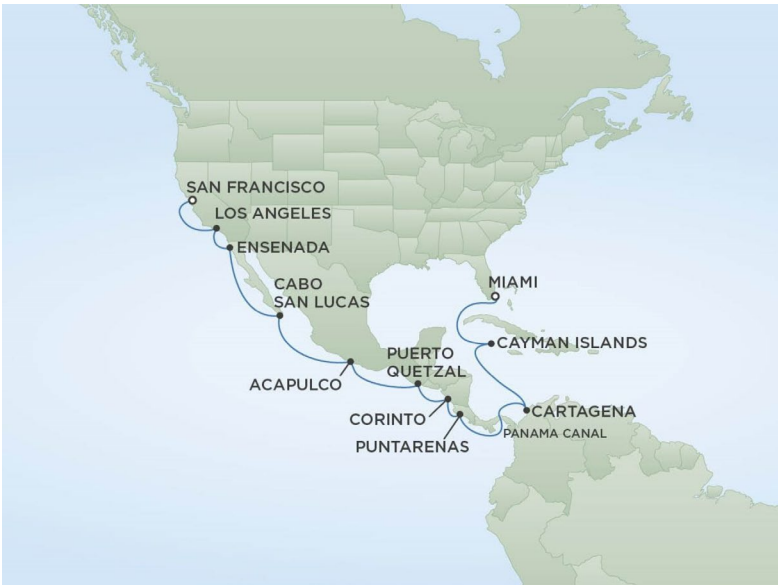 SAN FRANCISCO
LOS ANGELES
ENSENADA
CABO
SAN LUCAS
MIAMI
CAYMAN ISLANDS
PUERTO
QUETZAL
ACAPULCO
CORINTO
CARTAGENA
PANAMA CANAL
PUNTARENAS